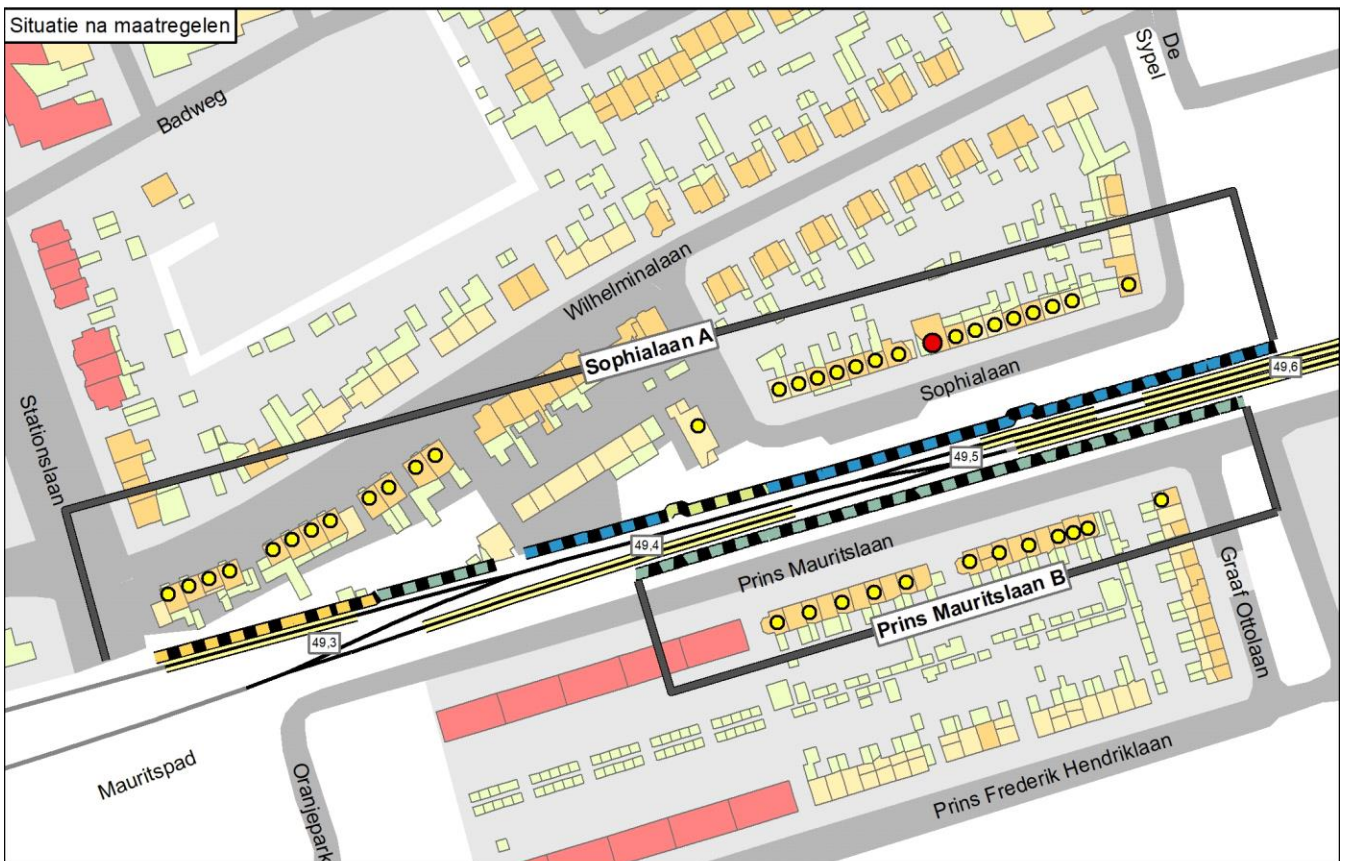 Situatie na maatregelen
De
Sypel
Badweg
Wilhelminalaan
Sophialaan A
Stationslaan
Sophialaan
49,6
49,5
49,4
49,3
Prins Mauritslaan
Prins Mauritslaan B
Graaf Ottolaan
Mauritspad
Oranjepark
Prins Frederik Hendriklaan